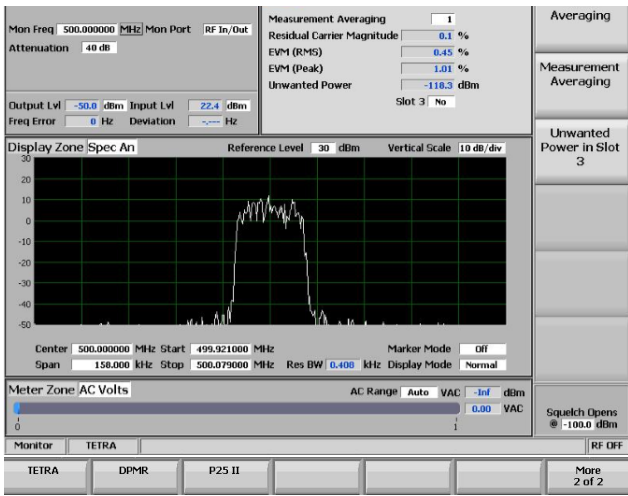 Mon Freq 500.000000 MHz Mon Port RF In/Out
Attenuation 40 dB
Output Lvl -50.0 dBm Input Lvl 22.4 dBm
Freq Error 0 Hz Deviation -.--- Hz
Measurement Averaging 1
Residual Carrier Magnitude 0.1 %
EVM (RMS) 0.45 %
EVM (Peak) 1.01 %
Unwanted Power -118.3 dBm
Slot 3 No
Averaging
Measurement
Averaging
Unwanted
Power in Slot
3
Display Zone Spec An Reference Level 30 dBm Vertical Scale 10 dB/div
30
20
10
0
-10
-20
-30
-40
-50
Center 500.000000 MHz Start 499.921000 MHz Marker Mode Off
Span 158.000 kHz Stop 500.079000 MHz Res BW 0.400 kHz Display Mode Normal
Meter Zone AC Volts AC Range Auto VAC -Inf dBm
0.00 VAC
0 1
Squelch Opens
@ -100.0 dBm
Monitor TETRA RF OFF
TETRA DPMR P25 II More
2 of 2